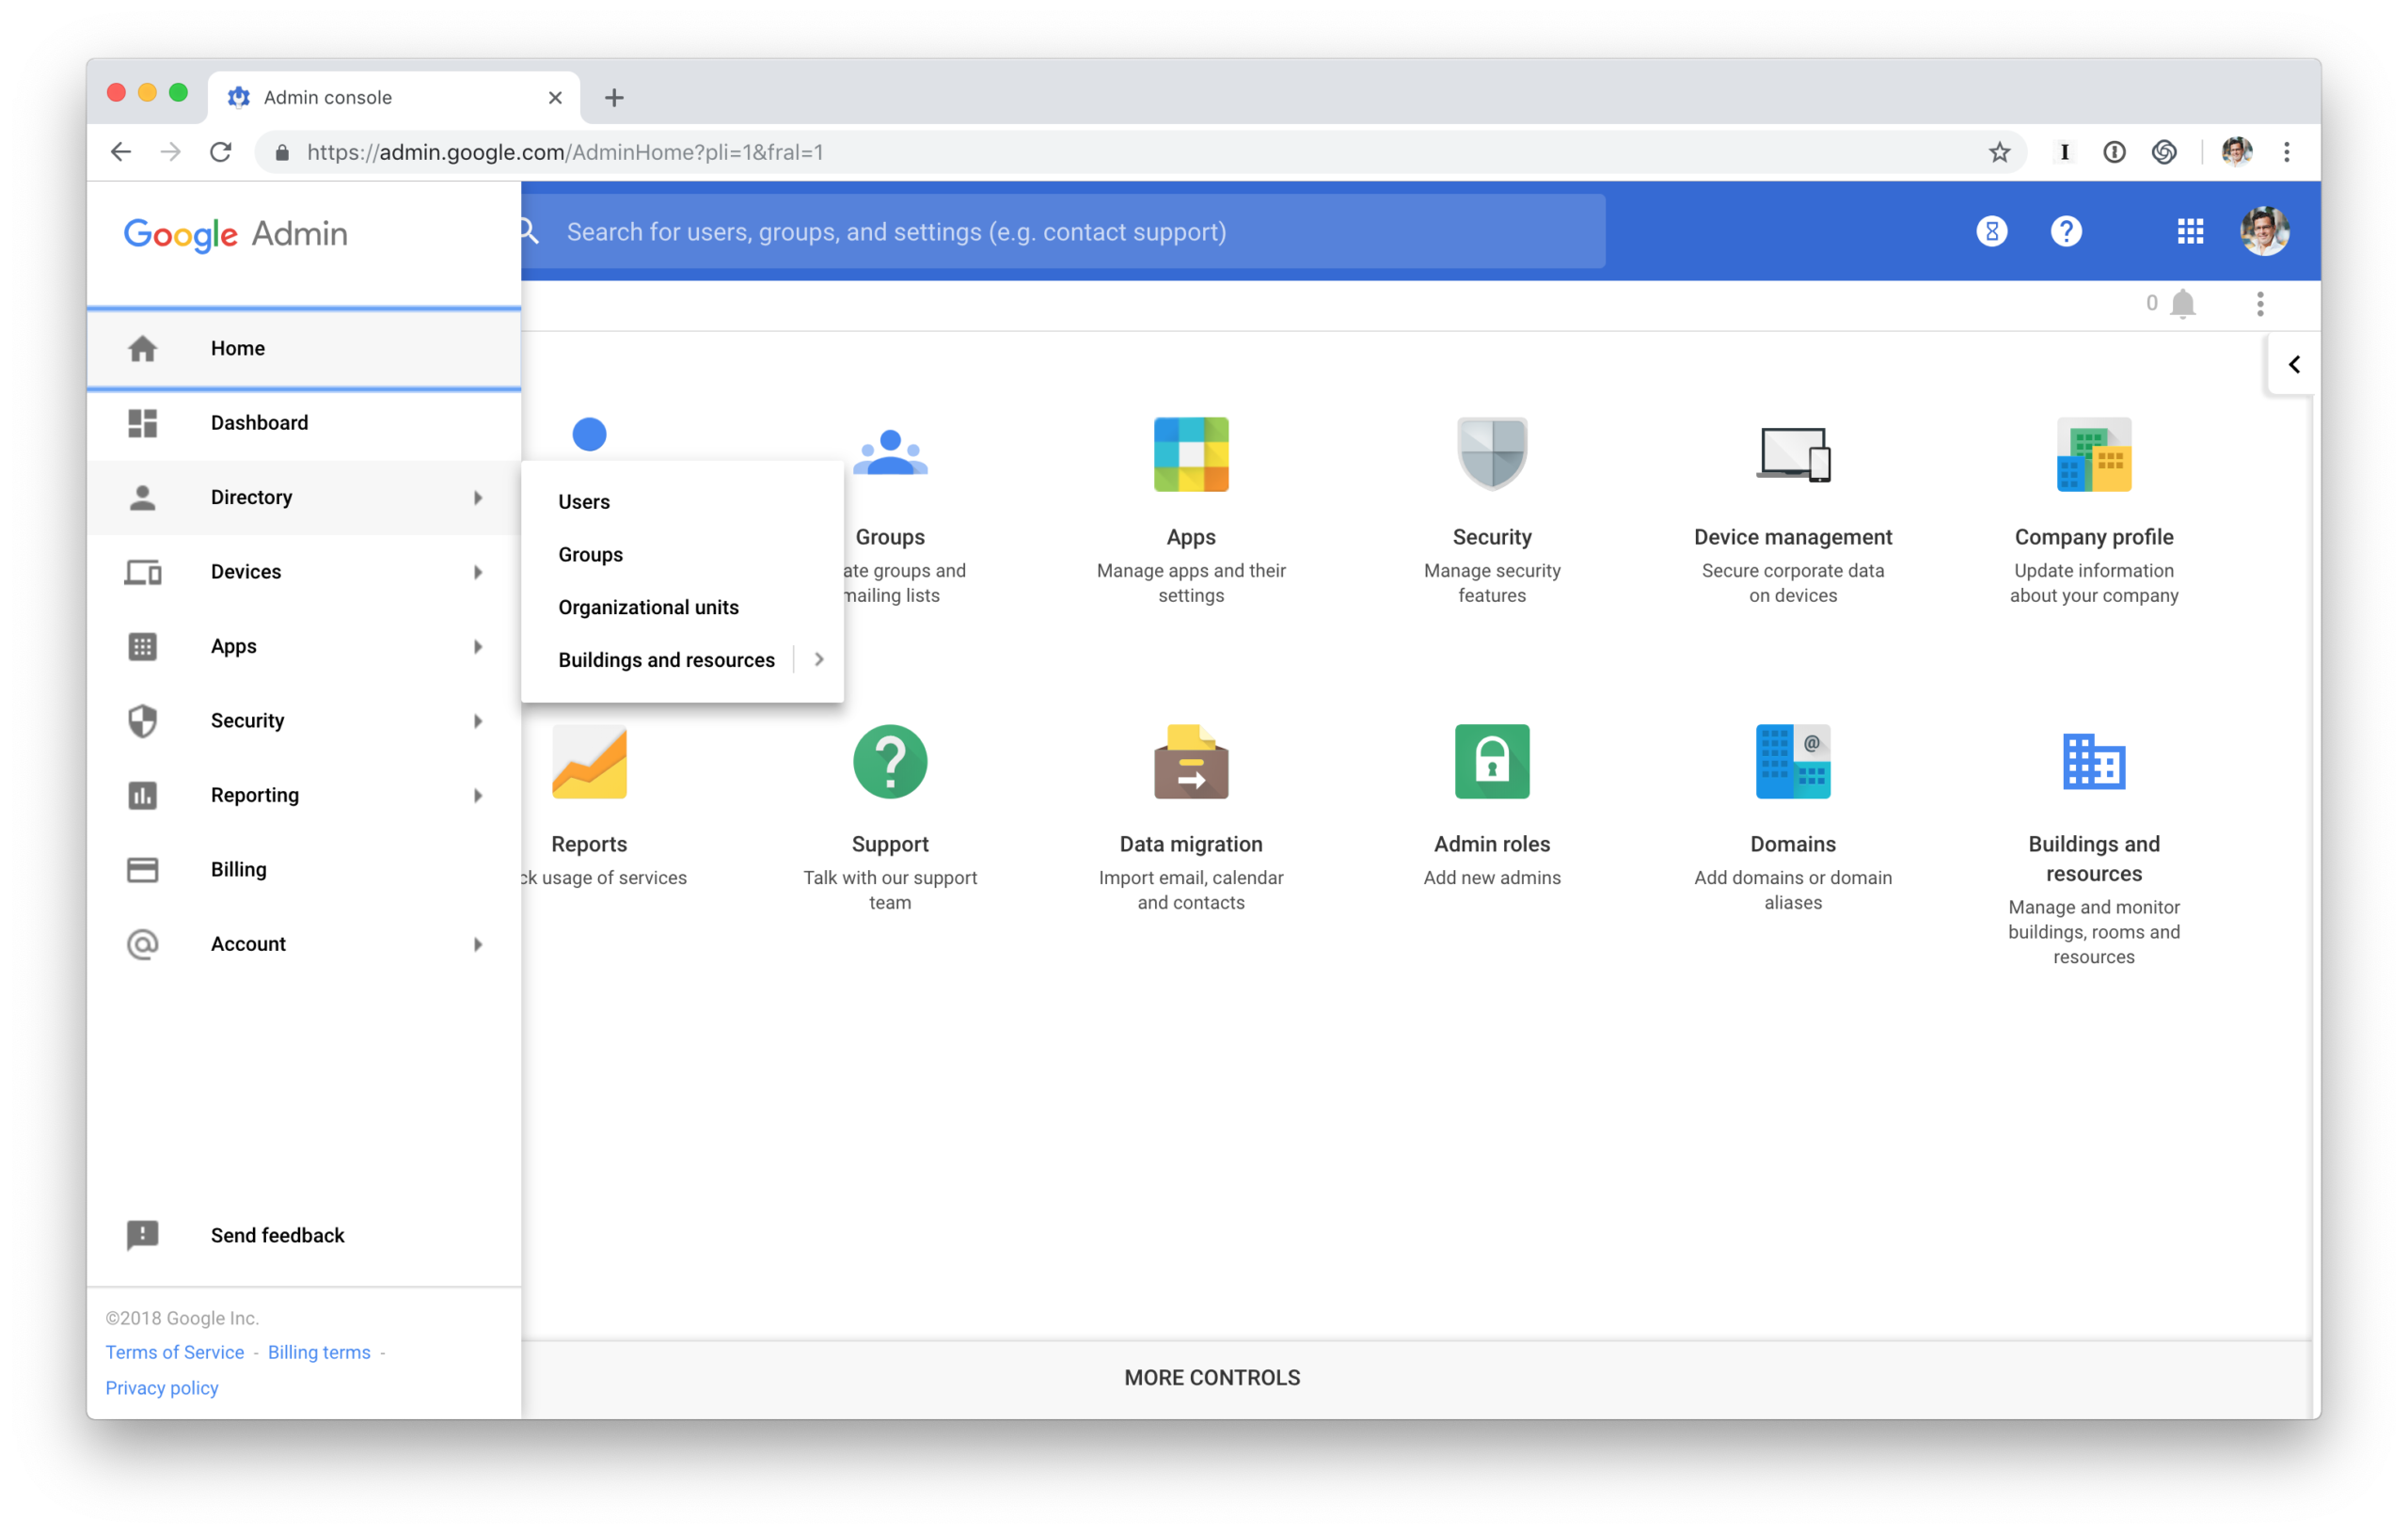 Admin console
https://admin.google.com/AdminHome?pli=1&fral=1
Google Admin
Search for users, groups, and settings (e.g. contact support)
0
Home
Dashboard
Directory
Devices
Apps
Security
Reporting
Billing
Account
Users
Groups
Organizational units
Buildings and resources
Groups
groups and
mailing lists
Apps
Manage apps and their
settings
Security
Manage security
features
Device management
Secure corporate data
on devices
Company profile
Update information
about your company
Reports
usage of services
Support
Talk with our support
team
Data migration
Import email, calendar
and contacts
Admin roles
Add new admins
Domains
Add domains or domain
aliases
Buildings and
resources
Manage and monitor
buildings, rooms and
resources
Send feedback
©2018 Google Inc.
Terms of Service - Billing terms -
Privacy policy
MORE CONTROLS